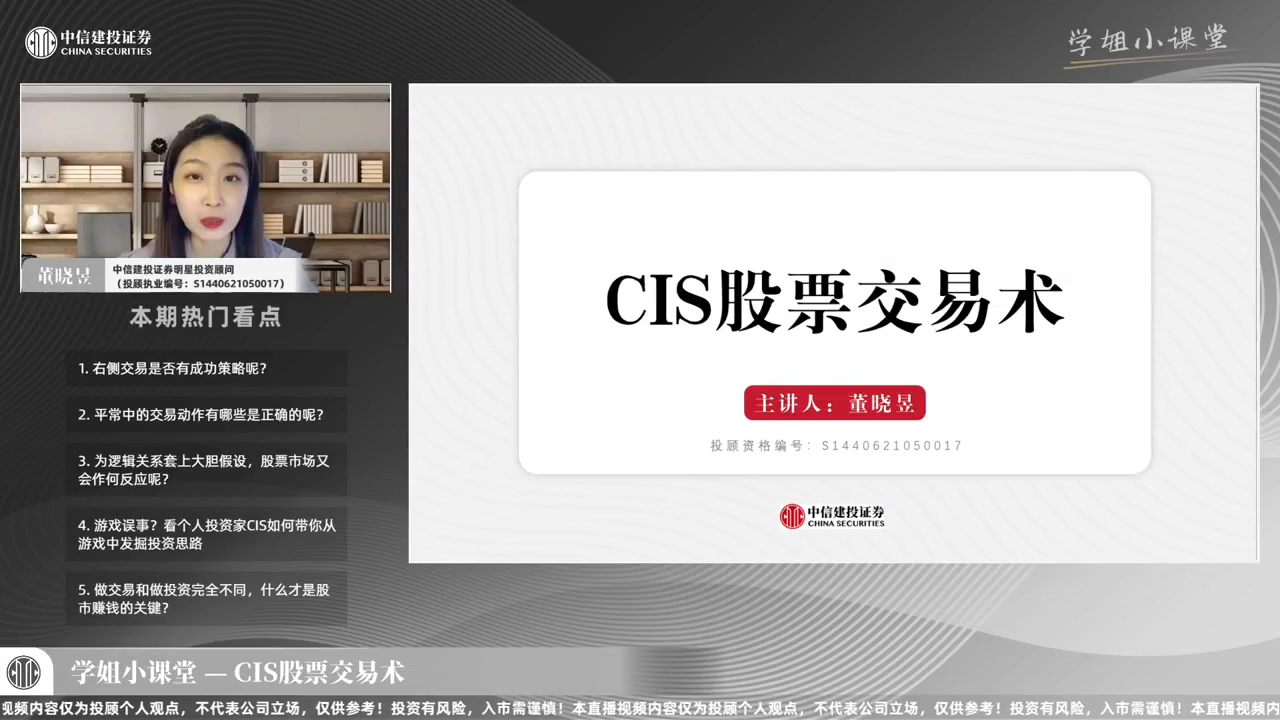 中信建投证券
CHINA SECURITIES
学姐小课堂
董晓昱
中信建投证券明星投资顾问
（投顾执业编号：S1440621050017）
本期热门看点
1. 右侧交易是否有成功策略呢？
2. 平常中的交易动作有哪些是正确的呢？
3. 为逻辑关系套上大胆假设，股票市场又
会作何反应呢？
4. 游戏误事？看个人投资家CIS如何带你从
游戏中发掘投资思路
5. 做交易和做投资完全不同，什么才是股
市赚钱的关键？
CIS股票交易术
主讲人：董晓昱
投顾资格编号：S1440621050017
中信建投证券
CHINA SECURITIES
学姐小课堂 — CIS股票交易术
视频内容仅为投顾个人观点，不代表公司立场，仅供参考！投资有风险，入市需谨慎！本直播视频内容仅为投顾个人观点，不代表公司立场，仅供参考！投资有风险，入市需谨慎！本直播视频内